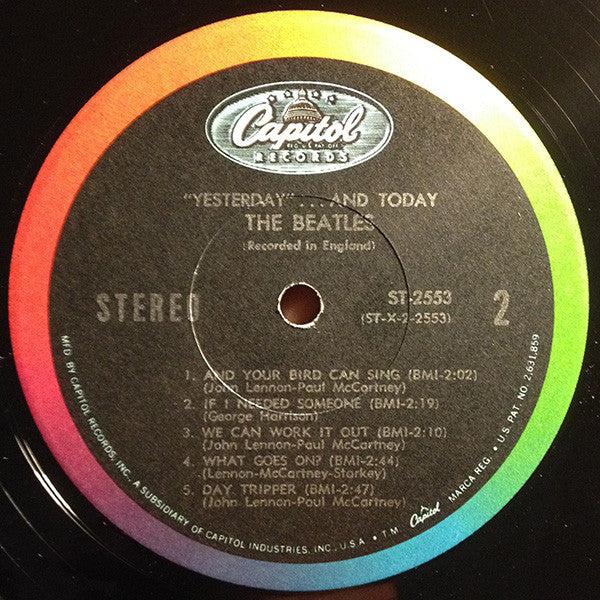 Capitol
REG. U.S. PAT. OFF.
RECORDS
"YESTERDAY" . . . AND TODAY
THE BEATLES
(Recorded in England)
STEREO
ST-2553
(ST-X-2-2553)
2
1. AND YOUR BIRD CAN SING (BMI-2:02)
(John Lennon-Paul McCartney)
2. IF I NEEDED SOMEONE (BMI-2:19)
(George Harrison)
3. WE CAN WORK IT OUT (BMI-2:10)
(John Lennon-Paul McCartney)
4. WHAT GOES ON? (BMI-2:44)
(Lennon-McCartney-Starkey)
5. DAY TRIPPER (BMI-2:47)
(John Lennon-Paul McCartney)
MFD. BY CAPITOL RECORDS, INC., A SUBSIDIARY OF CAPITOL INDUSTRIES, INC., U.S.A. • T.M. Capitol MARCA REG. • U.S. PAT. NO. 2,631,859